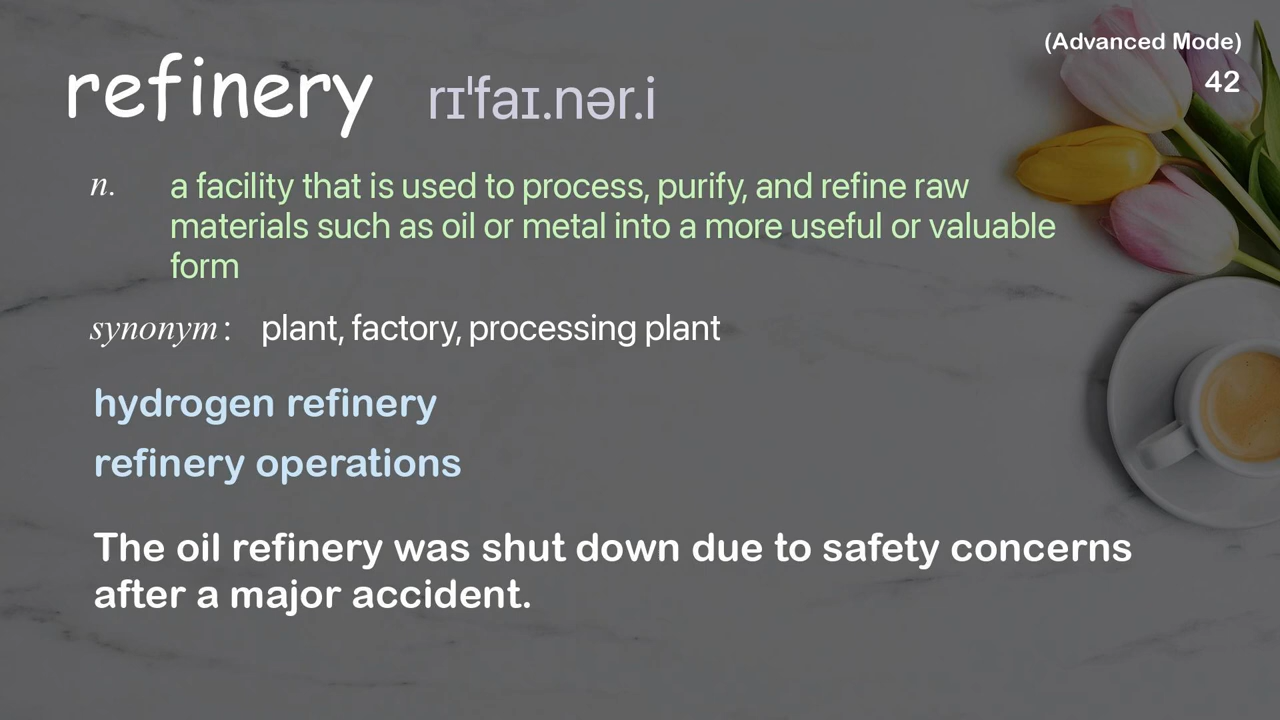 (Advanced Mode)
42
refinery rɪˈfaɪ.nər.i
n. a facility that is used to process, purify, and refine raw
materials such as oil or metal into a more useful or valuable
form
synonym: plant, factory, processing plant
hydrogen refinery
refinery operations
The oil refinery was shut down due to safety concerns
after a major accident.